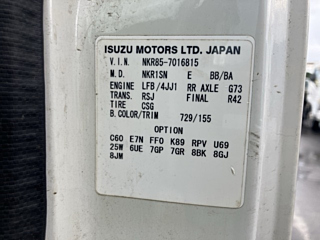 ISUZU MOTORS LTD. JAPAN
V.I.N. NKR85-7016815
M.D. NKR1SN E BB/BA
ENGINE LFB/4JJ1 RR AXLE G73
TRANS. RSJ FINAL R42
TIRE CSG
B.COLOR/TRIM 729/155
OPTION
C60 E7N FF0 K89 RPV U69
25W 6UE 7GP 7GR 8BK 8GJ
8JM